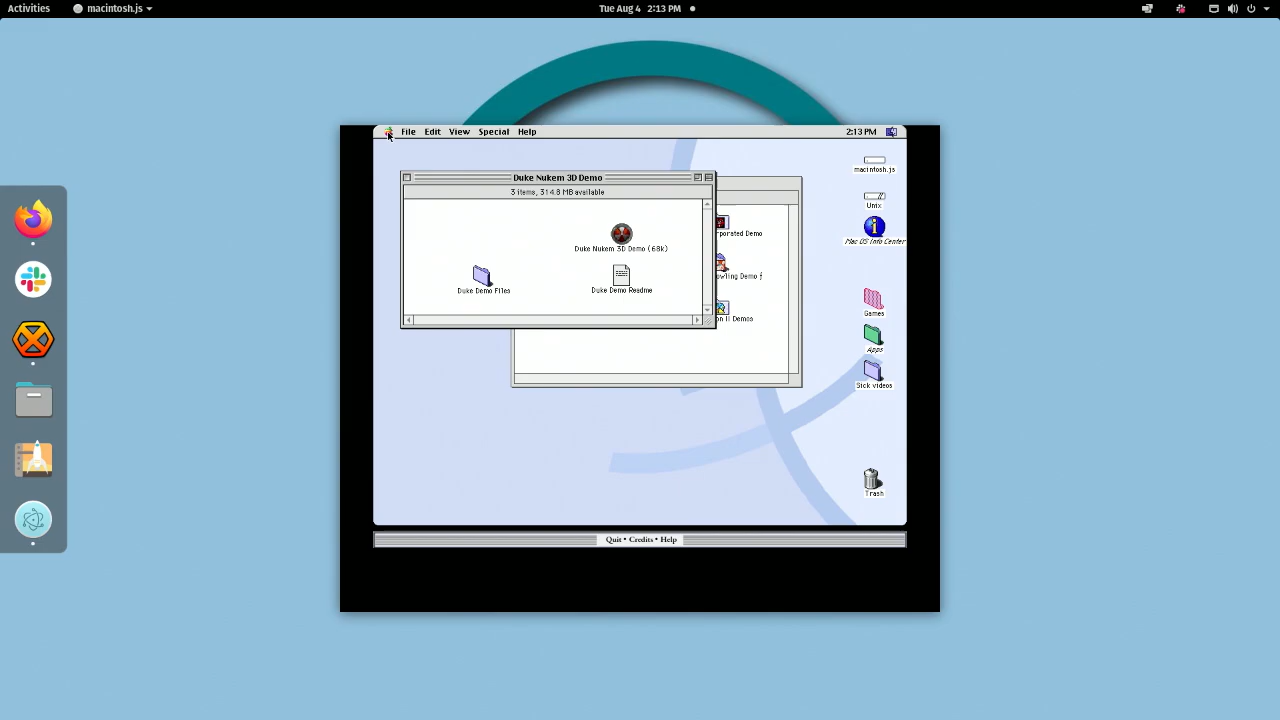 Activities macintosh.js Tue Aug 4 2:13 PM
File Edit View Special Help 2:13 PM
macintosh.js
Duke Nukem 3D Demo
3 items, 314.8 MB available
Unix
Mac OS Info Center
Duke Nukem 3D Demo (68k)
Duke Demo Files
Duke Demo Readme
porated Demo
owling Demo
on II Demos
Games
Apps
Sick videos
Trash
Quit • Credits • Help